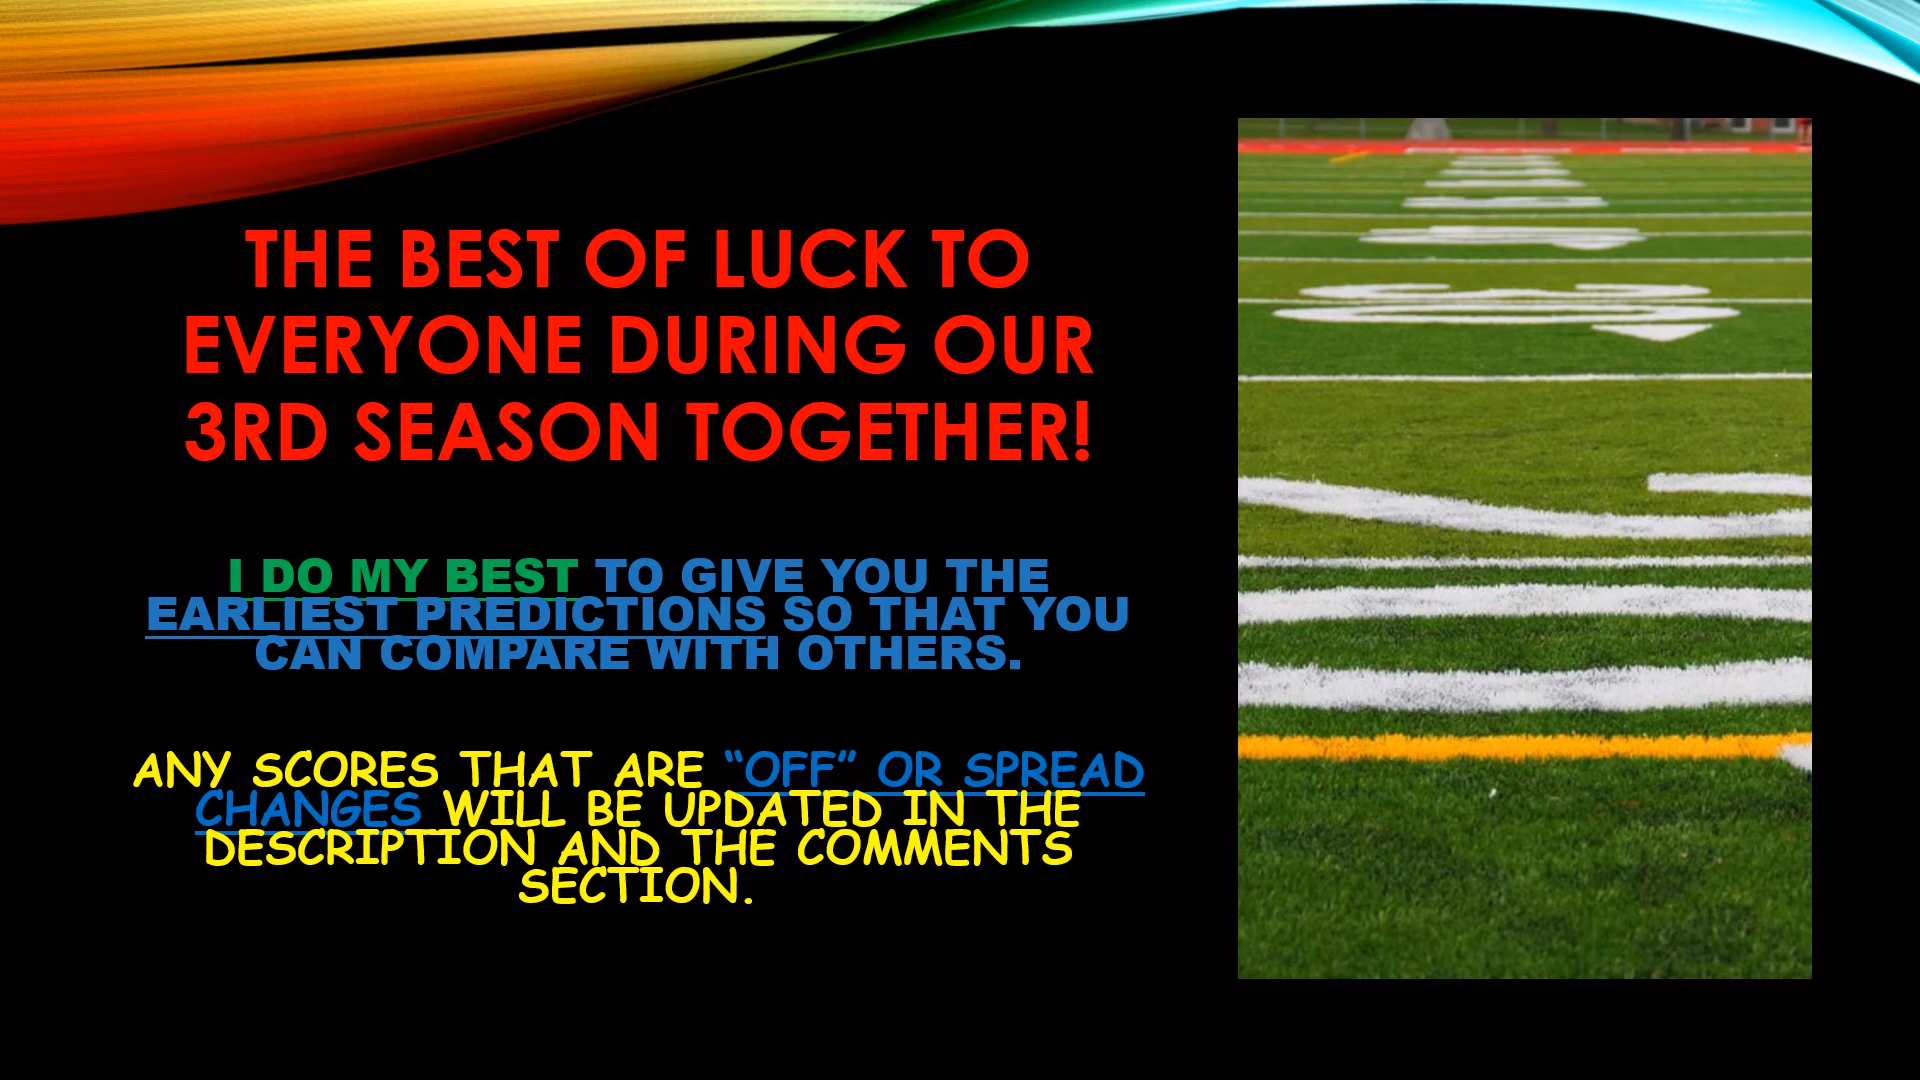 THE BEST OF LUCK TO
EVERYONE DURING OUR
3RD SEASON TOGETHER!
I DO MY BEST TO GIVE YOU THE
EARLIEST PREDICTIONS SO THAT YOU
CAN COMPARE WITH OTHERS.
ANY SCORES THAT ARE “OFF” OR SPREAD
CHANGES WILL BE UPDATED IN THE
DESCRIPTION AND THE COMMENTS
SECTION.